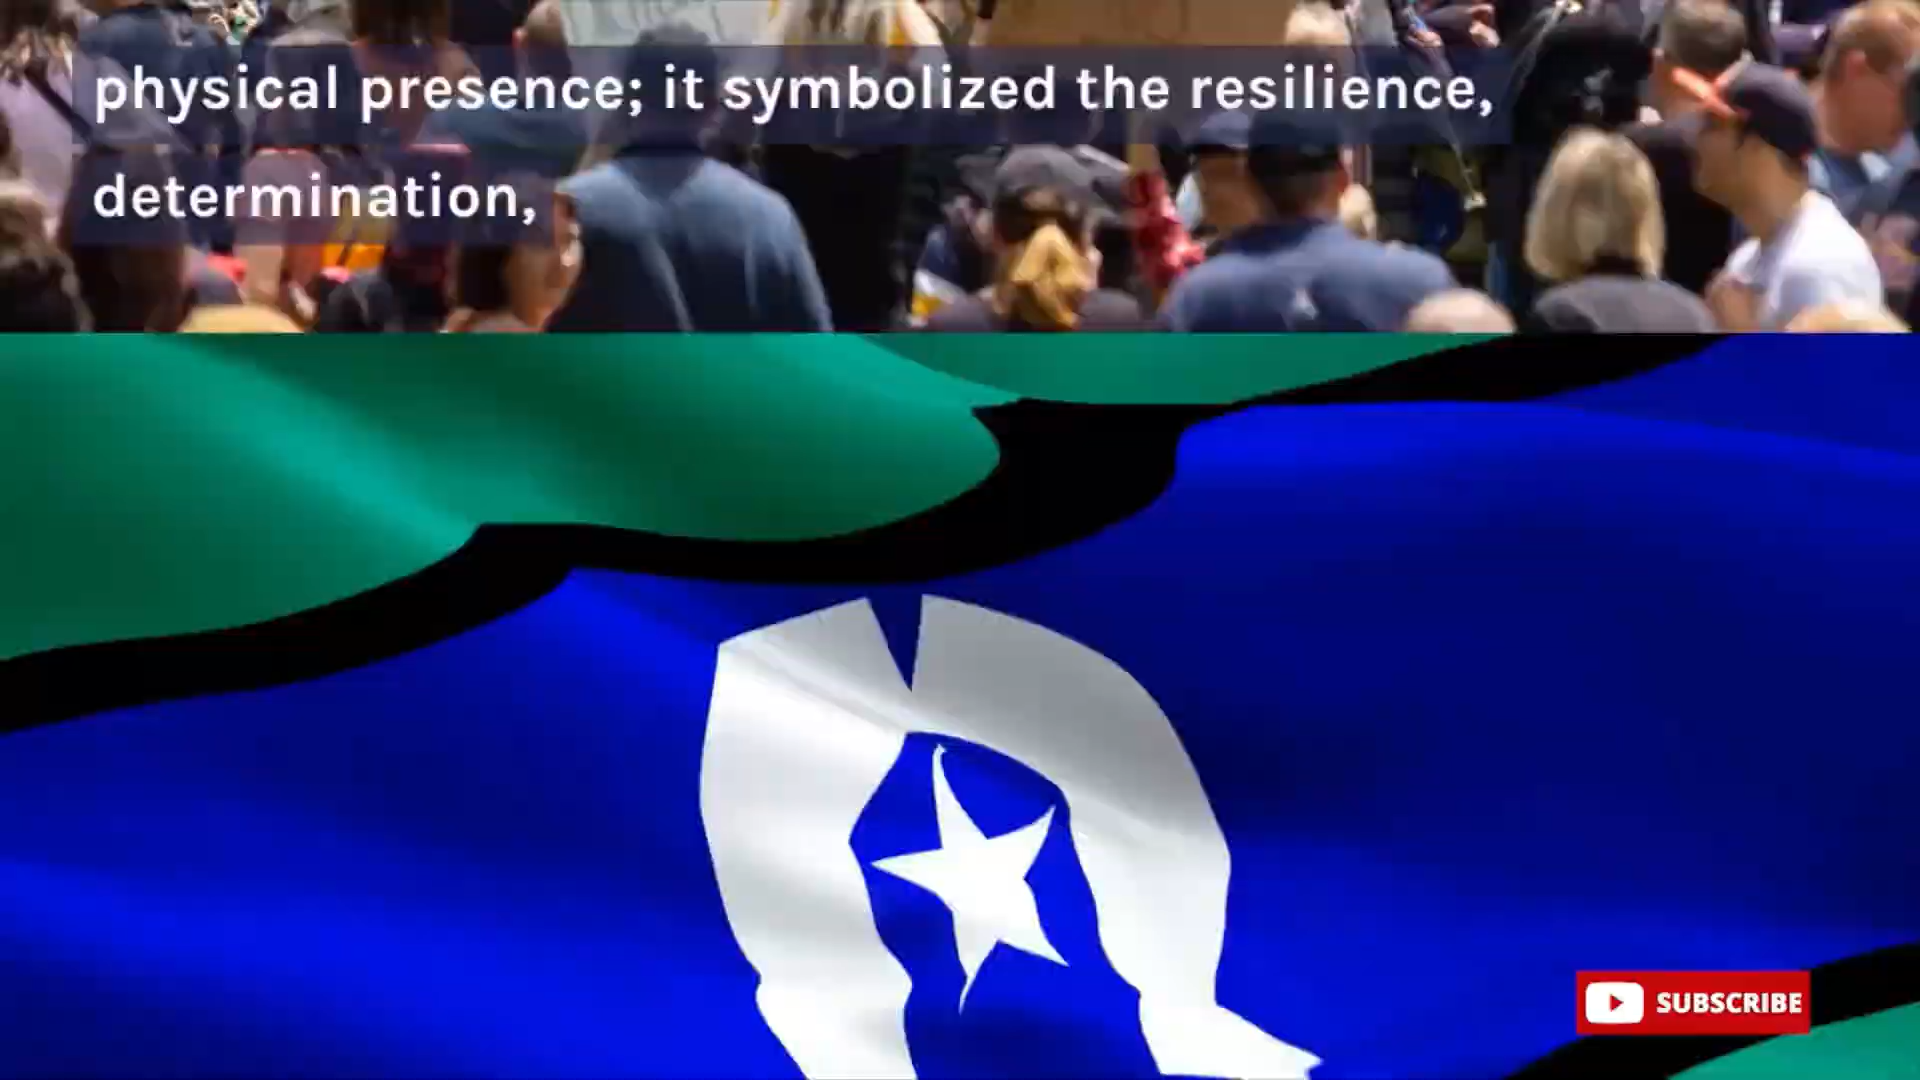 physical presence; it symbolized the resilience,
determination,
SUBSCRIBE